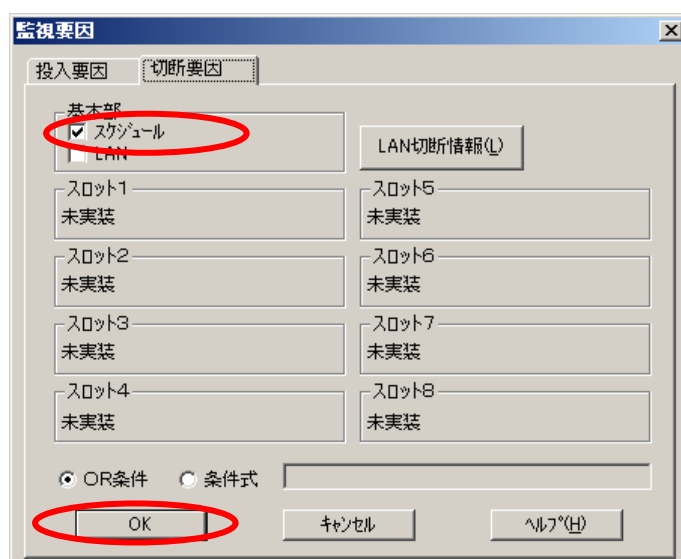 監視要因
投入要因 切断要因
基本部
スケジュール
LAN
LAN切断情報(L)
スロット1
未実装
スロット5
未実装
スロット2
未実装
スロット6
未実装
スロット3
未実装
スロット7
未実装
スロット4
未実装
スロット8
未実装
OR条件 条件式
OK キャンセル ヘルプ(H)